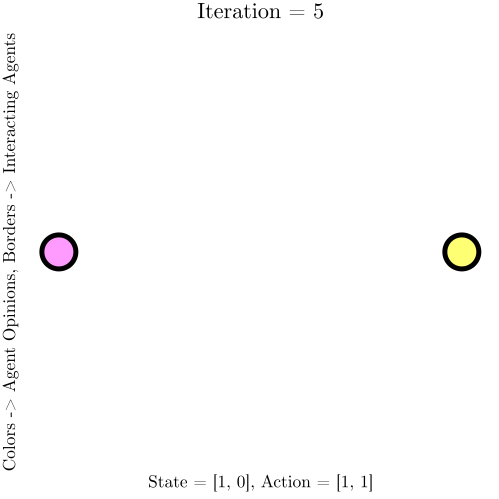 Iteration = 5
Colors -> Agent Opinions, Borders -> Interacting Agents
State = [1, 0], Action = [1, 1]